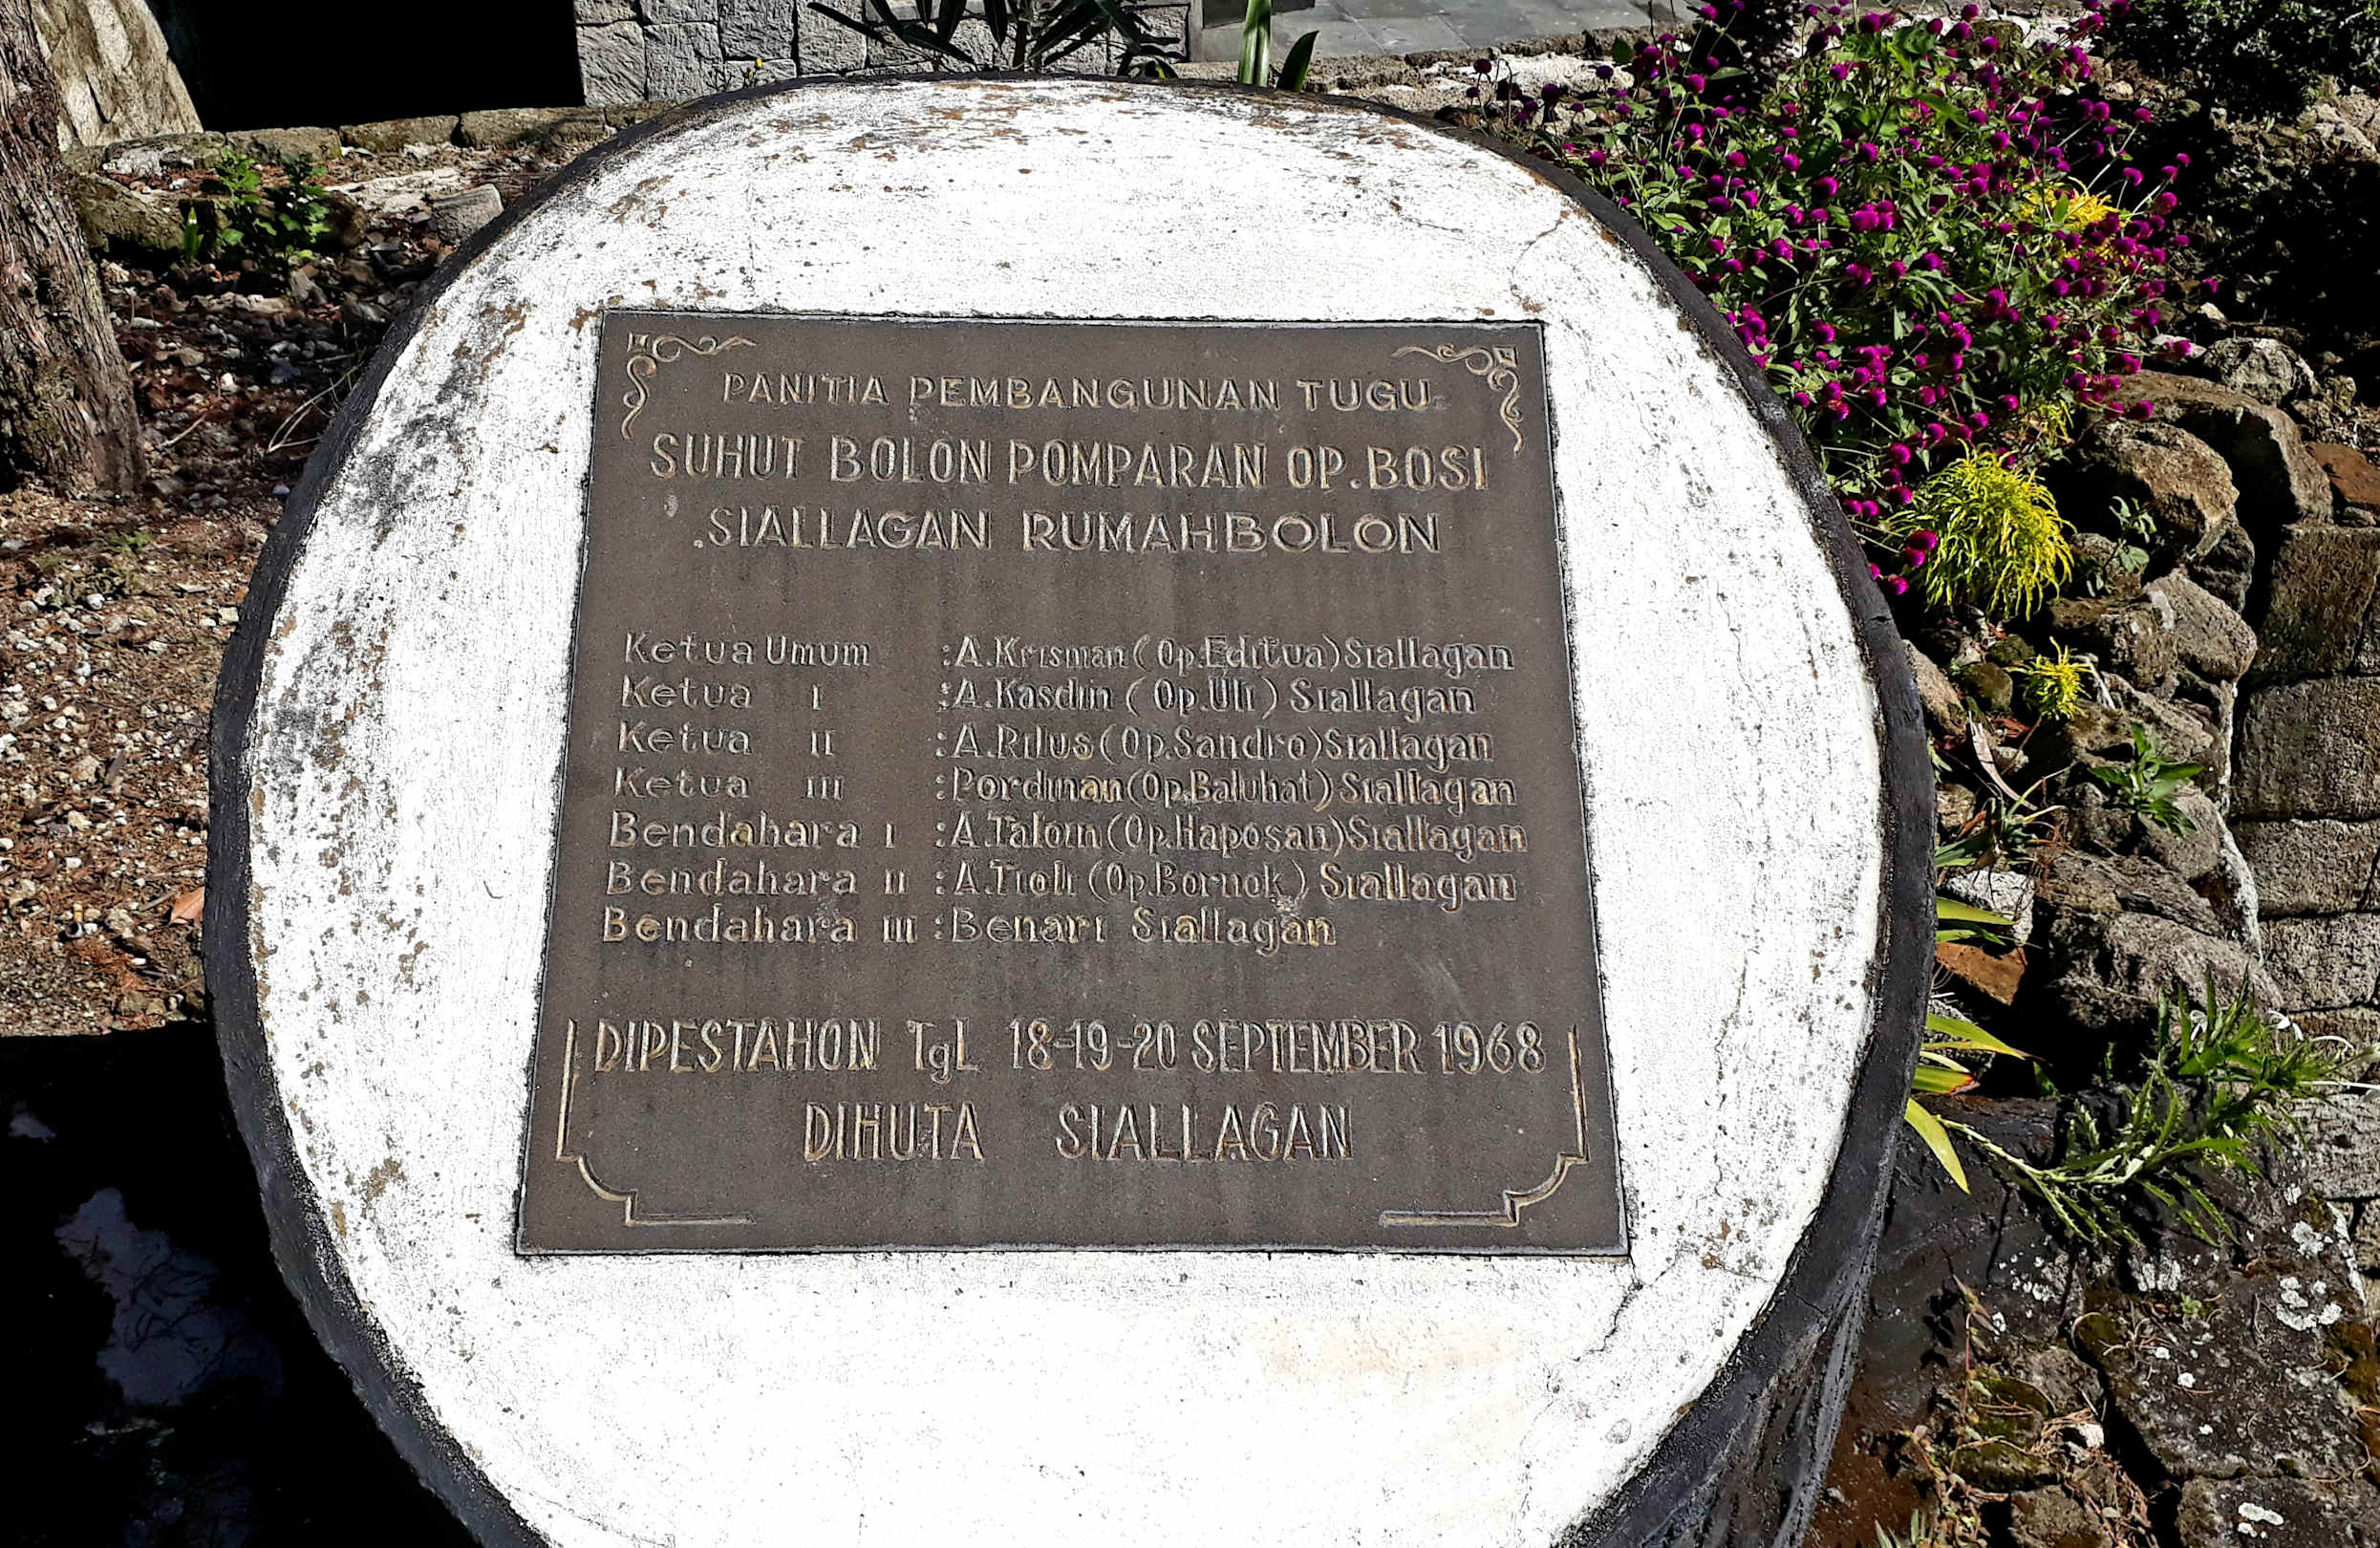 PANITIA PEMBANGUNAN TUGU
SUHUT BOLON POMPARAN OP.BOSI
SIALLAGAN RUMAHBOLON
Ketua Umum :A.Krisman (Op.Editua) Siallagan
Ketua I :A.Kasdin (Op.Uli) Siallagan
Ketua II :A.Rilus (Op.Sandro) Siallagan
Ketua III :Pordinan (Op.Baluhat) Siallagan
Bendahara I :A.Taloin (Op.Haposan) Siallagan
Bendahara II :A.Tioli (Op.Bornok) Siallagan
Bendahara III :Benari Siallagan
DIPESTAHON TgL 18-19-20 SEPTEMBER 1968
DIHUTA SIALLAGAN